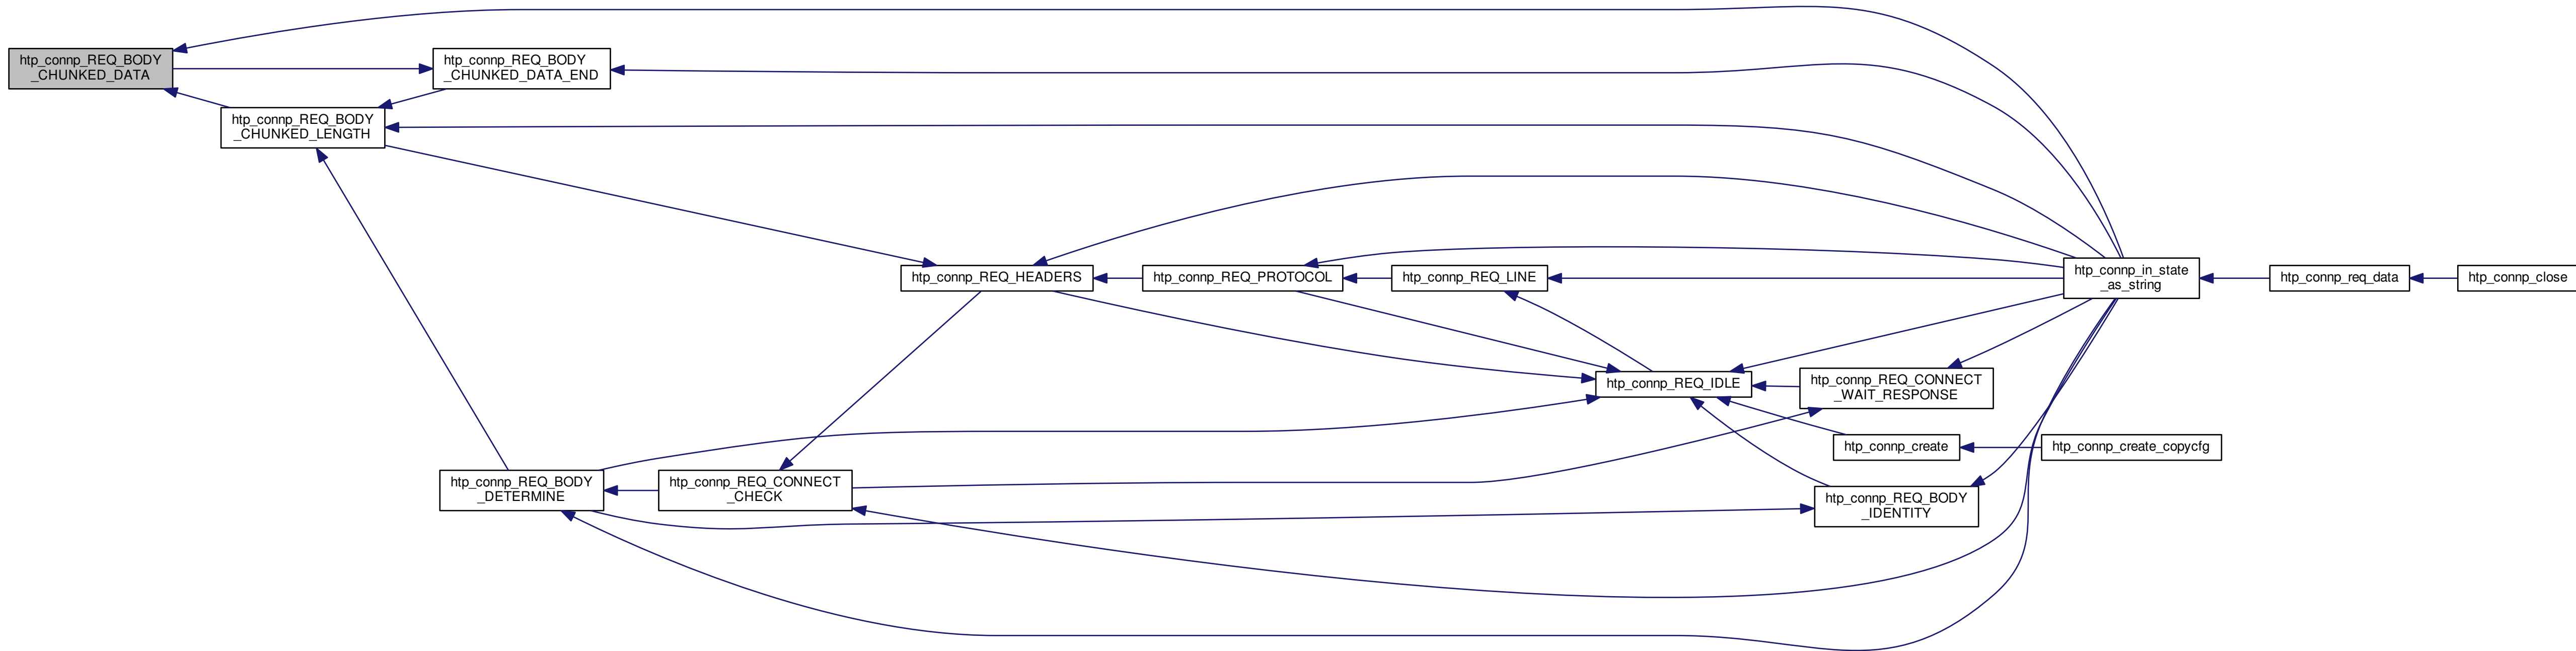 htp_connp_REQ_BODY
_CHUNKED_DATA
htp_connp_REQ_BODY
_CHUNKED_DATA_END
htp_connp_REQ_BODY
_CHUNKED_LENGTH
htp_connp_REQ_HEADERS
htp_connp_REQ_PROTOCOL
htp_connp_REQ_LINE
htp_connp_in_state
_as_string
htp_connp_req_data
htp_connp_close
htp_connp_REQ_IDLE
htp_connp_REQ_CONNECT
_WAIT_RESPONSE
htp_connp_create
htp_connp_create_copycfg
htp_connp_REQ_BODY
_DETERMINE
htp_connp_REQ_CONNECT
_CHECK
htp_connp_REQ_BODY
_IDENTITY